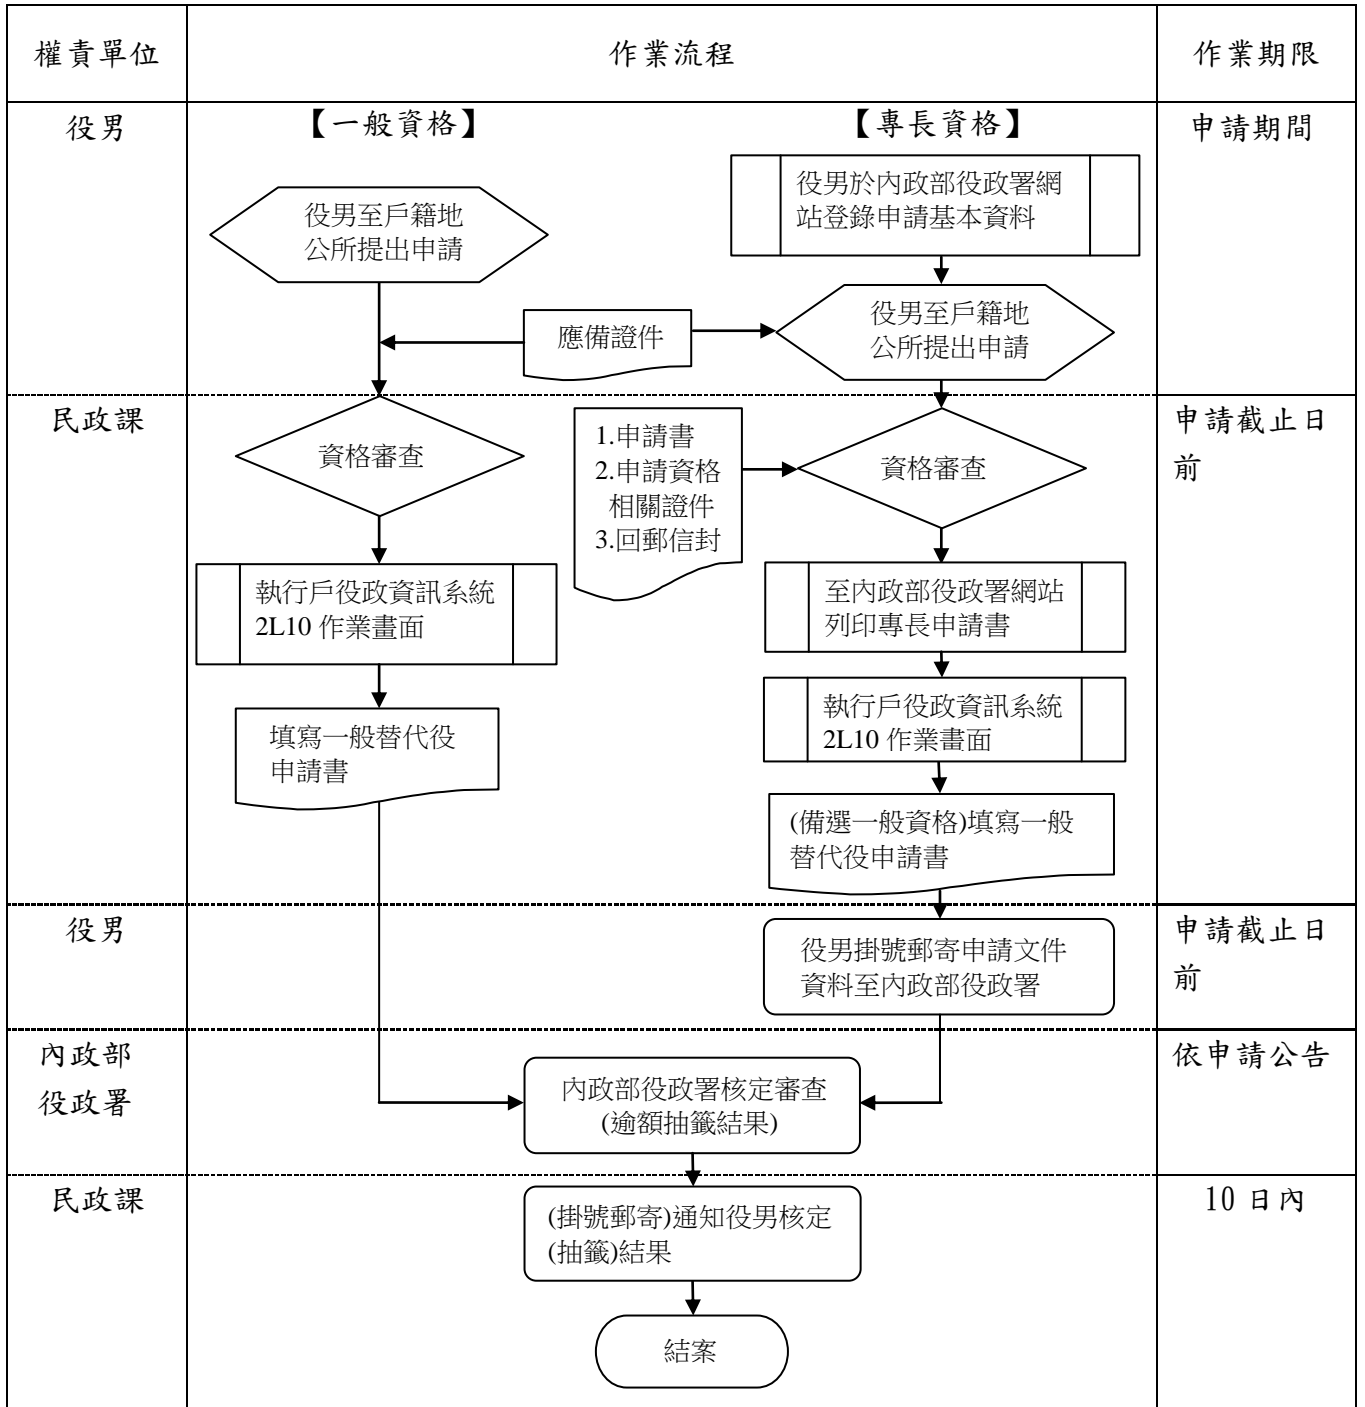 權責單位
作業流程
作業期限
役男
【一般資格】
【專長資格】
申請期間
役男於內政部役政署網
站登錄申請基本資料
役男至戶籍地
公所提出申請
役男至戶籍地
公所提出申請
應備證件
民政課
申請截止日
前
資格審查
1.申請書
2.申請資格
相關證件
3.回郵信封
資格審查
執行戶役政資訊系統
2L10 作業畫面
至內政部役政署網站
列印專長申請書
填寫一般替代役
申請書
執行戶役政資訊系統
2L10 作業畫面
(備選一般資格)填寫一般
替代役申請書
役男
申請截止日
前
役男掛號郵寄申請文件
資料至內政部役政署
內政部
役政署
依申請公告
內政部役政署核定審查
(逾額抽籤結果)
民政課
10 日內
(掛號郵寄)通知役男核定
(抽籤)結果
結案